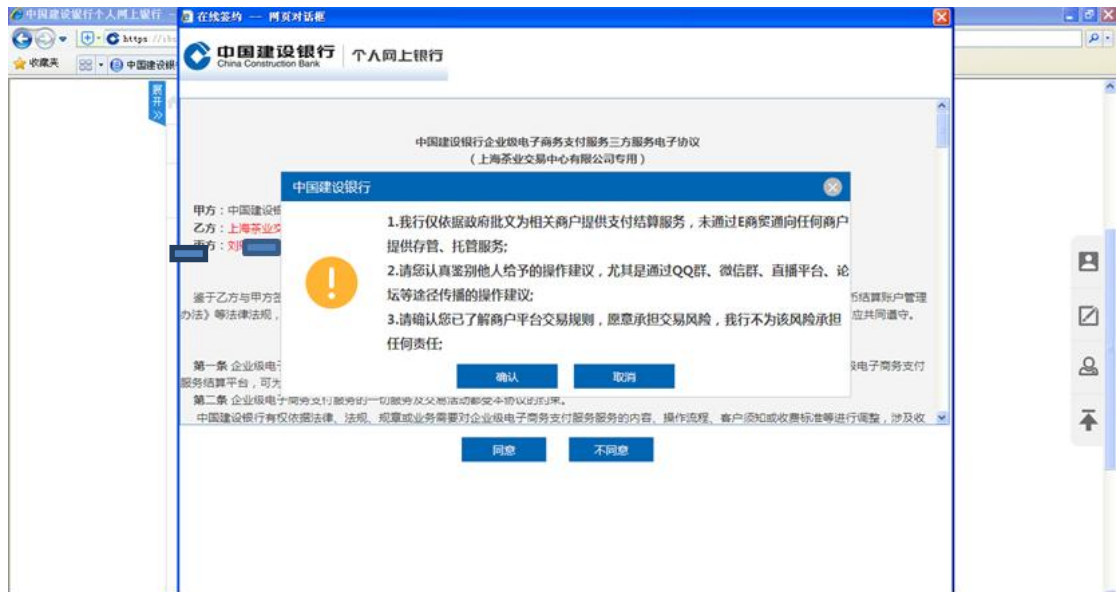 中国建设银行个人网上银行 -
在线签约 -- 网页对话框
https://ibs
收藏夹
中国建设银
展开
中国建设银行 个人网上银行
China Construction Bank
中国建设银行企业级电子商务支付服务三方服务电子协议
(上海茶业交易中心有限公司专用)
中国建设银行
甲方：中国建设银
乙方：上海茶业交
丙方：刘
1.我行仅依据政府批文为相关商户提供支付结算服务，未通过E商贸通向任何商户
提供存管、托管服务;
2.请您认真鉴别他人给予的操作建议，尤其是通过QQ群、微信群、直播平台、论
坛等途径传播的操作建议;
3.请确认您已了解商户平台交易规则，愿意承担交易风险，我行不为该风险承担
任何责任;
确认 取消
鉴于乙方与甲方签 币结算账户管理
办法》等法律法规， 应共同遵守。
第一条 企业级电子 级电子商务支付
服务结算平台，可为
第二条 企业级电子商务支付服务的一切服务及交易活动都受本协议的约束。
中国建设银行有权依据法律、法规、规章或业务需要对企业级电子商务支付服务服务的内容、操作流程、客户须知或收费标准等进行调整，涉及收
同意 不同意